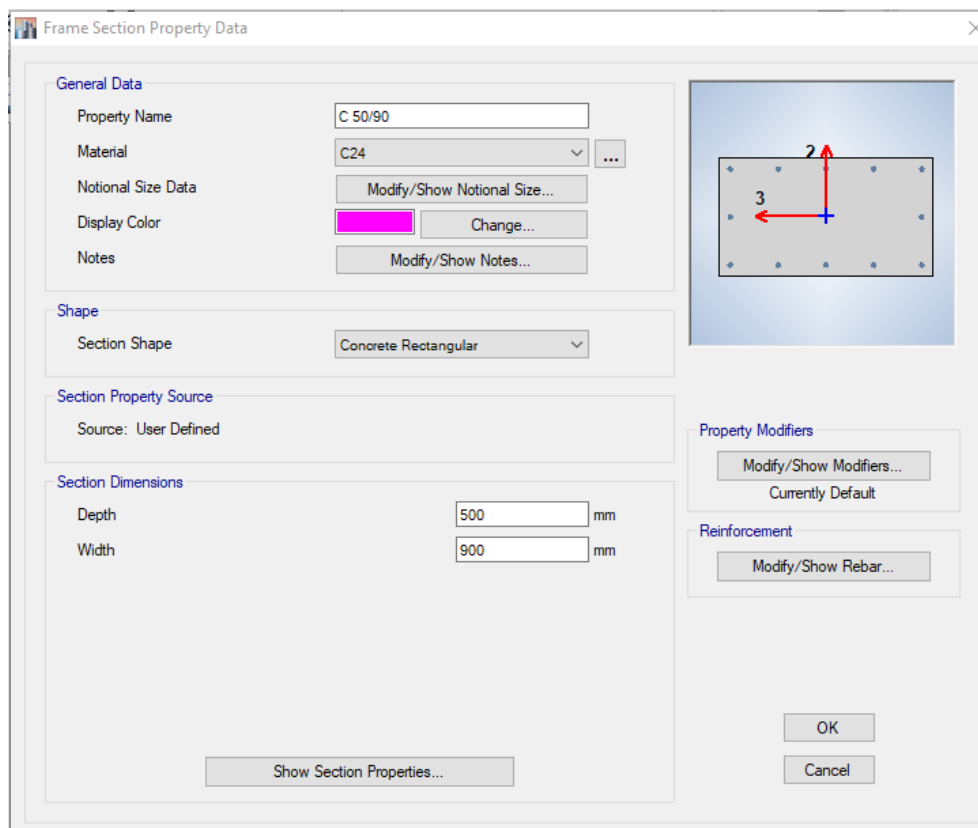 Frame Section Property Data
General Data
Property Name C 50/90
Material C24 ...
Notional Size Data Modify/Show Notional Size...
Display Color Change...
Notes Modify/Show Notes...
2
3
Shape
Section Shape Concrete Rectangular
Section Property Source
Source: User Defined
Property Modifiers
Modify/Show Modifiers...
Currently Default
Section Dimensions
Depth 500 mm
Width 900 mm
Reinforcement
Modify/Show Rebar...
Show Section Properties...
OK
Cancel